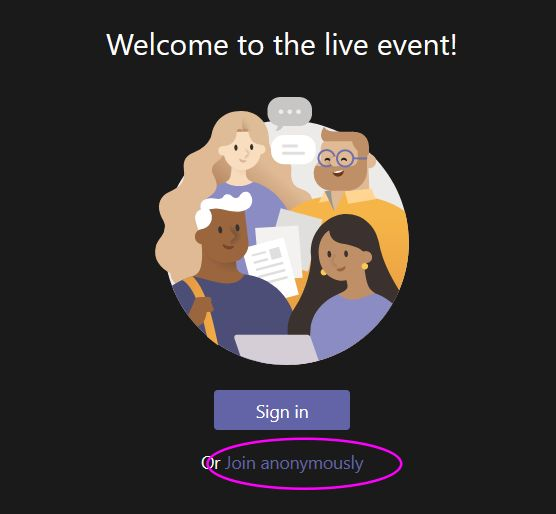 Welcome to the live event!
Sign in
Or Join anonymously